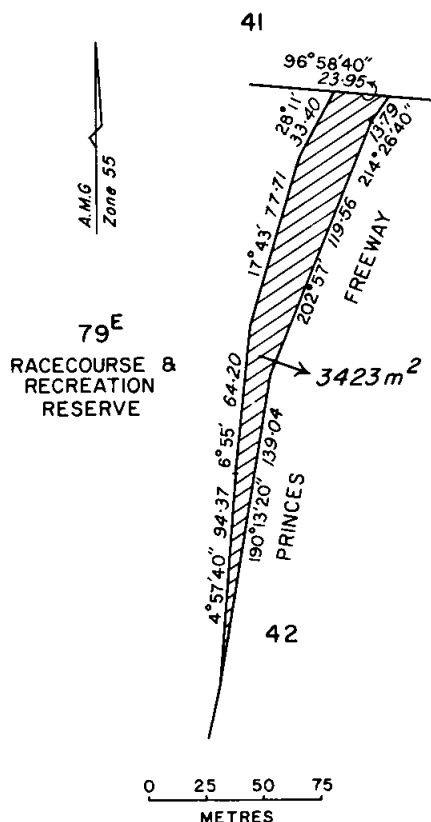 41
96°58'40"
23·95
28°11'
33·40
13·79
214°26'40"
A.M.G
Zone 55
17°43' 77·71
202°57' 119·56
FREEWAY
79E
RACECOURSE &
RECREATION
RESERVE
3423m²
6°55' 64·20
4°57'40" 94·37
190°13'20" 139·04
PRINCES
42
0 25 50 75
METRES